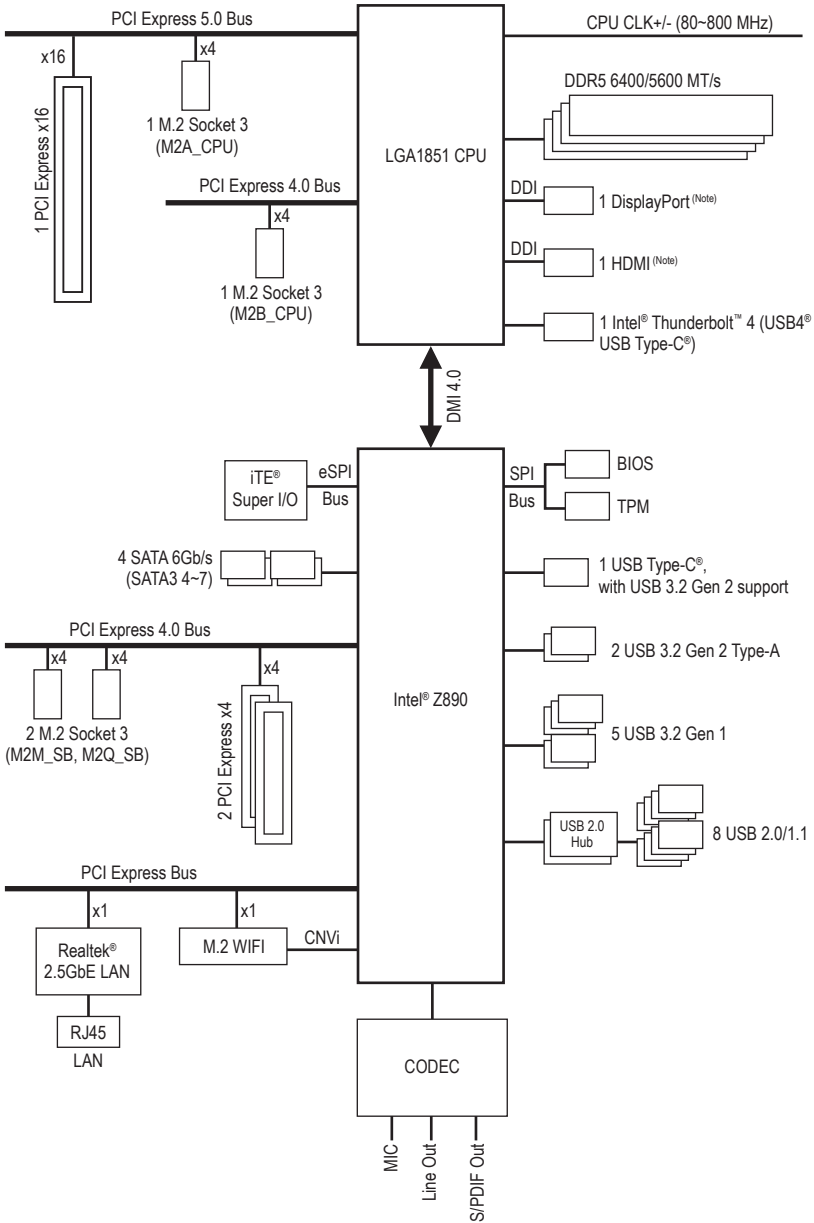 PCI Express 5.0 Bus
CPU CLK+/- (80~800 MHz)
x16
x4
1 PCI Express x16
1 M.2 Socket 3
(M2A_CPU)
DDR5 6400/5600 MT/s
LGA1851 CPU
PCI Express 4.0 Bus
x4
1 M.2 Socket 3
(M2B_CPU)
DDI
1 DisplayPort (Note)
DDI
1 HDMI (Note)
1 Intel® Thunderbolt™ 4 (USB4®
USB Type-C®)
DMI 4.0
iTE®
Super I/O
eSPI
Bus
SPI
Bus
BIOS
TPM
4 SATA 6Gb/s
(SATA3 4~7)
1 USB Type-C®,
with USB 3.2 Gen 2 support
PCI Express 4.0 Bus
x4
x4
x4
2 M.2 Socket 3
(M2M_SB, M2Q_SB)
2 PCI Express x4
Intel® Z890
2 USB 3.2 Gen 2 Type-A
5 USB 3.2 Gen 1
USB 2.0
Hub
8 USB 2.0/1.1
PCI Express Bus
x1
x1
Realtek®
2.5GbE LAN
M.2 WIFI
CNVi
RJ45
LAN
CODEC
MIC
Line Out
S/PDIF Out